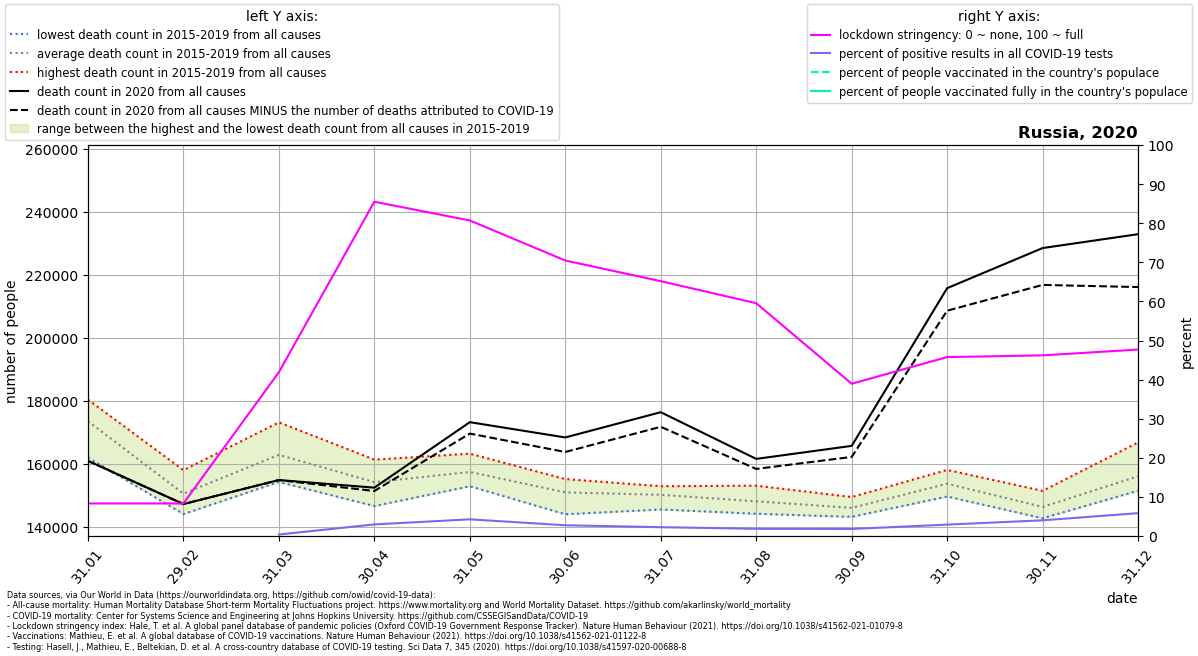 left Y axis:
lowest death count in 2015-2019 from all causes
average death count in 2015-2019 from all causes
highest death count in 2015-2019 from all causes
death count in 2020 from all causes
death count in 2020 from all causes MINUS the number of deaths attributed to COVID-19
range between the highest and the lowest death count from all causes in 2015-2019
right Y axis:
lockdown stringency: 0 ~ none, 100 ~ full
percent of positive results in all COVID-19 tests
percent of people vaccinated in the country's populace
percent of people vaccinated fully in the country's populace
Russia, 2020
260000
240000
220000
200000
180000
160000
140000
number of people
100
90
80
70
60
50
40
30
20
10
0
percent
31.01
29.02
31.03
30.04
31.05
30.06
31.07
31.08
30.09
31.10
30.11
31.12
date
Data sources, via Our World in Data (https://ourworldindata.org, https://github.com/owid/covid-19-data):
- All-cause mortality: Human Mortality Database Short-term Mortality Fluctuations project. https://www.mortality.org and World Mortality Dataset. https://github.com/akarlinsky/world_mortality
- COVID-19 mortality: Center for Systems Science and Engineering at Johns Hopkins University. https://github.com/CSSEGISandData/COVID-19
- Lockdown stringency index: Hale, T. et al. A global panel database of pandemic policies (Oxford COVID-19 Government Response Tracker). Nature Human Behaviour (2021). https://doi.org/10.1038/s41562-021-01079-8
- Vaccinations: Mathieu, E. et al. A global database of COVID-19 vaccinations. Nature Human Behaviour (2021). https://doi.org/10.1038/s41562-021-01122-8
- Testing: Hasell, J., Mathieu, E., Beltekian, D. et al. A cross-country database of COVID-19 testing. Sci Data 7, 345 (2020). https://doi.org/10.1038/s41597-020-00688-8